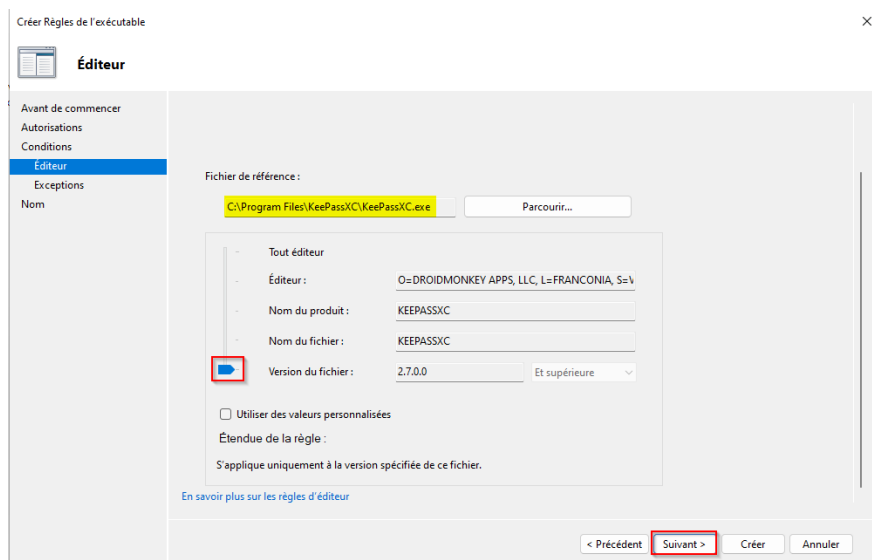 Créer Règles de l'exécutable
Éditeur
Avant de commencer
Autorisations
Conditions
Éditeur
Exceptions
Nom
Fichier de référence :
C:\Program Files\KeePassXC\KeePassXC.exe
Parcourir...
Tout éditeur
Éditeur :
O=DROIDMONKEY APPS, LLC, L=FRANCONIA, S=V
Nom du produit :
KEEPASSXC
Nom du fichier :
KEEPASSXC
Version du fichier :
2.7.0.0
Et supérieure
Utiliser des valeurs personnalisées
Étendue de la règle :
S'applique uniquement à la version spécifiée de ce fichier.
En savoir plus sur les règles d'éditeur
< Précédent
Suivant >
Créer
Annuler